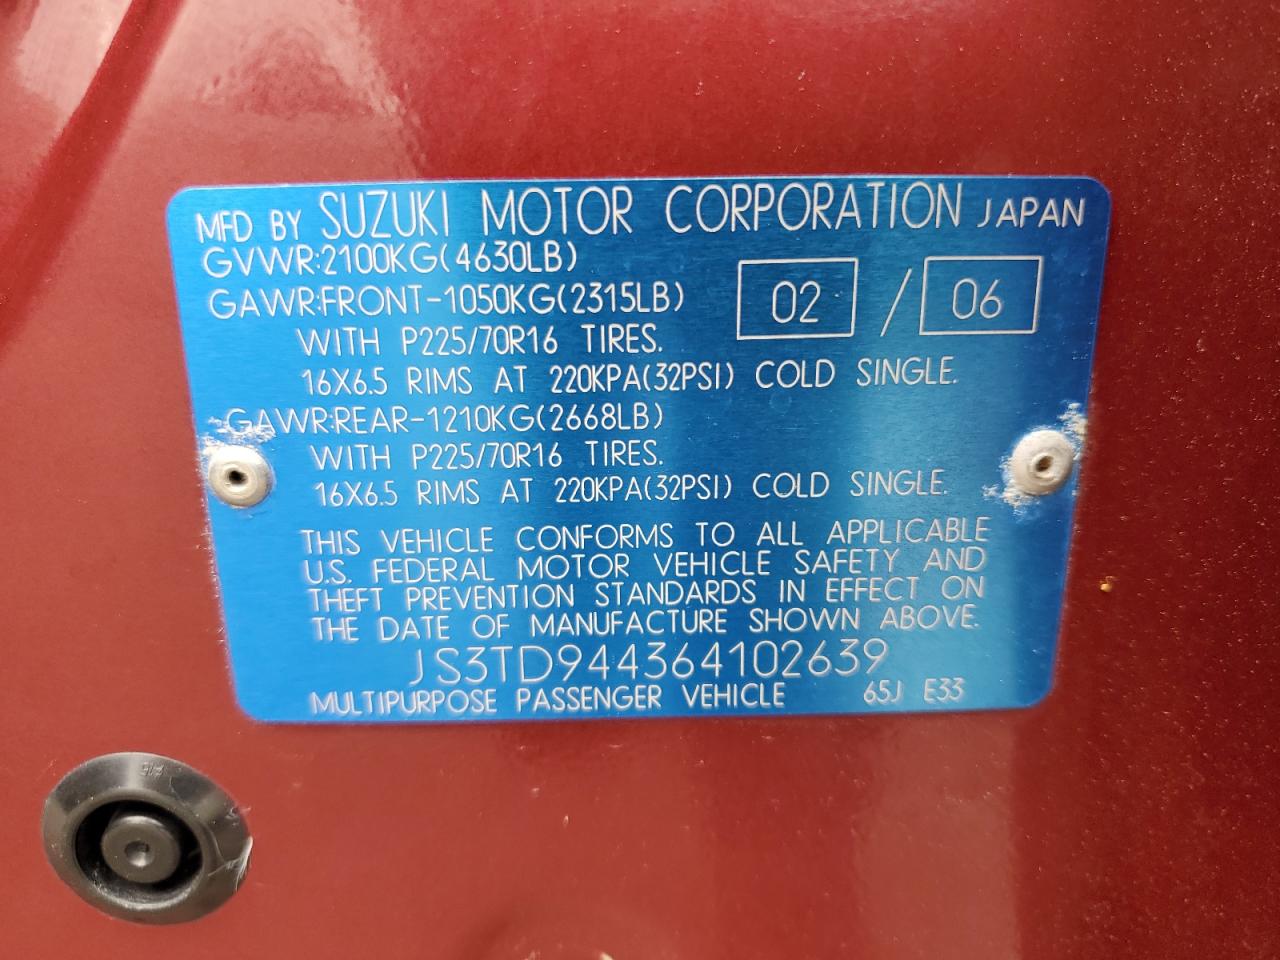 MFD BY SUZUKI MOTOR CORPORATION JAPAN
GVWR:2100KG(4630LB)
GAWR:FRONT-1050KG(2315LB)
02 / 06
WITH P225/70R16 TIRES.
16X6.5 RIMS AT 220KPA(32PSI) COLD SINGLE.
GAWR:REAR-1210KG(2668LB)
WITH P225/70R16 TIRES.
16X6.5 RIMS AT 220KPA(32PSI) COLD SINGLE.
THIS VEHICLE CONFORMS TO ALL APPLICABLE
U.S. FEDERAL MOTOR VEHICLE SAFETY AND
THEFT PREVENTION STANDARDS IN EFFECT ON
THE DATE OF MANUFACTURE SHOWN ABOVE.
JS3TD944364102639
MULTIPURPOSE PASSENGER VEHICLE 65J E33